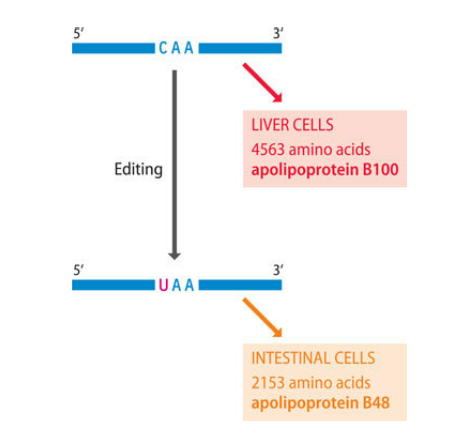 5' 3'
CAA
LIVER CELLS
4563 amino acids
apolipoprotein B100
Editing
5' 3'
UAA
INTESTINAL CELLS
2153 amino acids
apolipoprotein B48